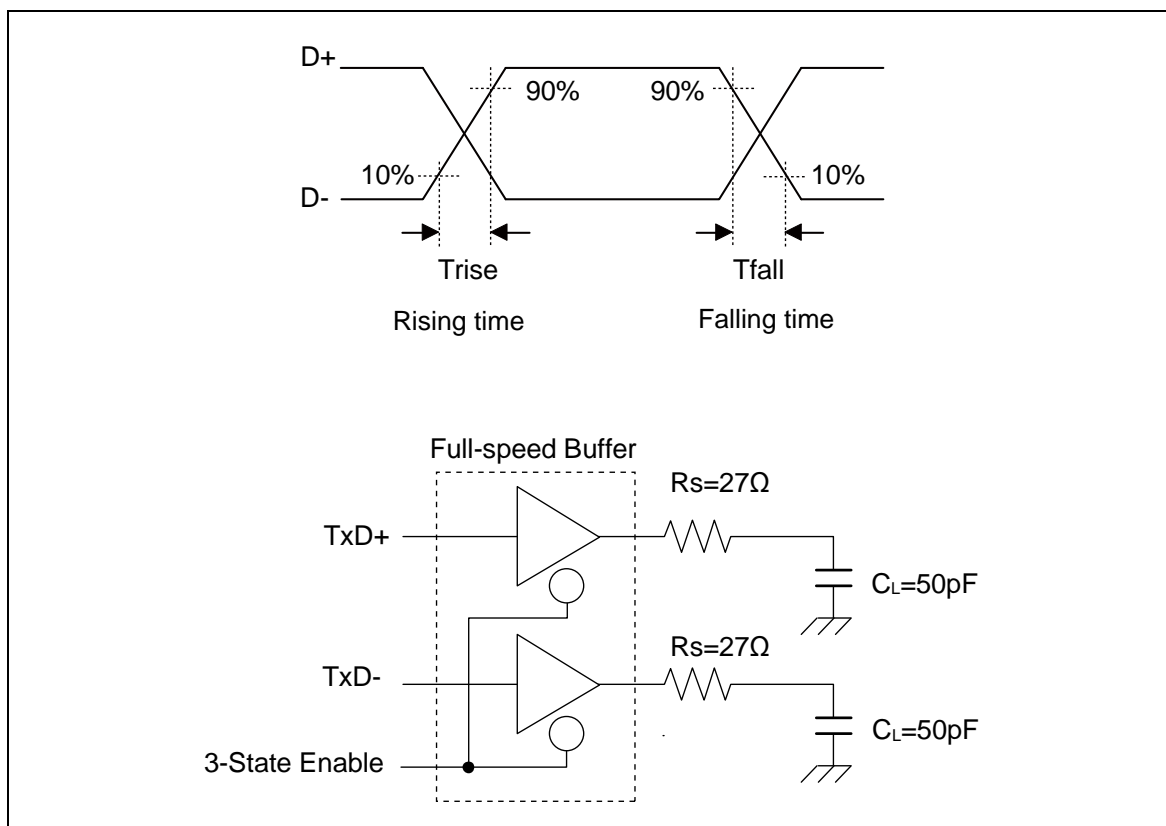 D+
90% 90%
10% 10%
D-
Trise Tfall
Rising time Falling time
Full-speed Buffer
Rs=27Ω
TxD+
CL=50pF
Rs=27Ω
TxD-
CL=50pF
3-State Enable